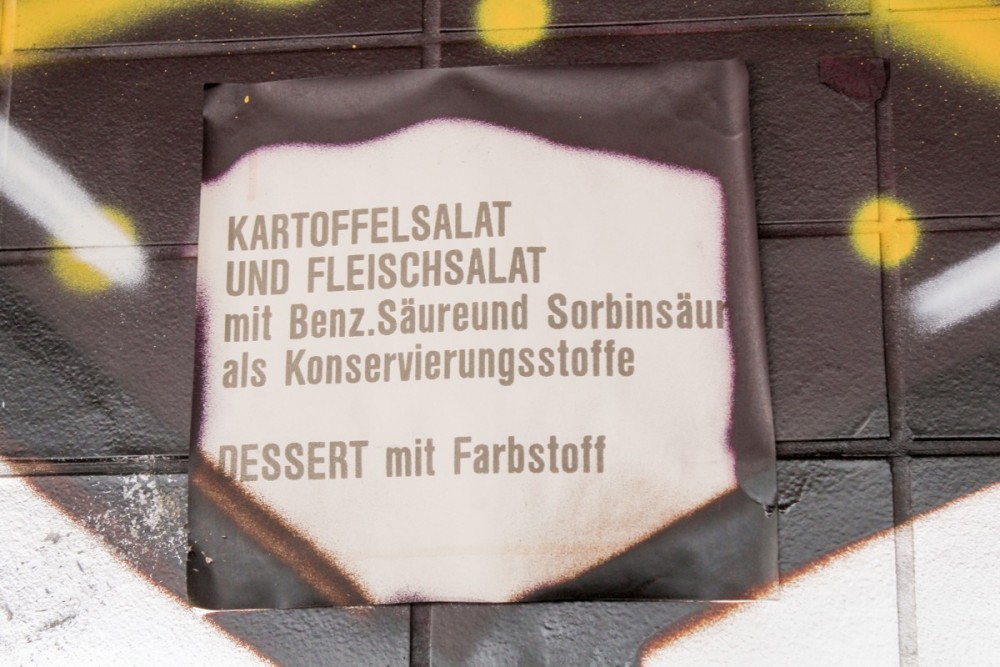 KARTOFFELSALAT
UND FLEISCHSALAT
mit Benz.Säureund Sorbinsäur
als Konservierungsstoffe
DESSERT mit Farbstoff